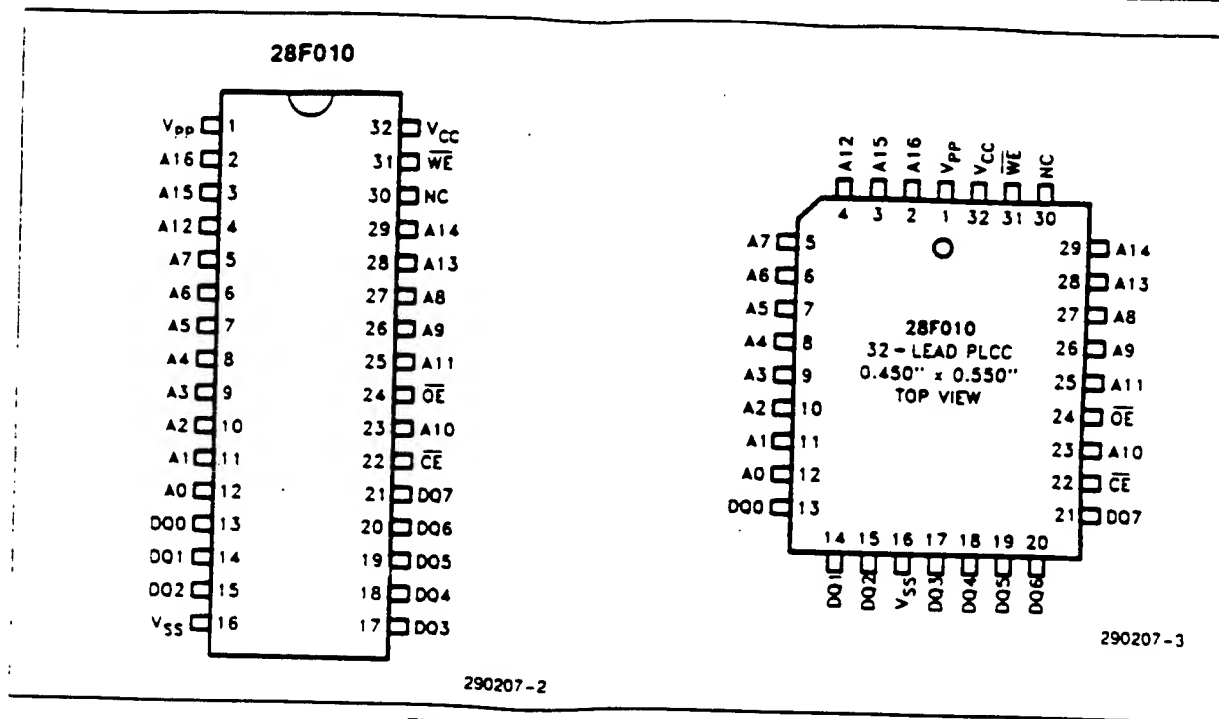 28F010
VPP 1 32 VCC
A16 2 31 W̅E̅
A15 3 30 NC
A12 4 29 A14
A7 5 28 A13
A6 6 27 A8
A5 7 26 A9
A4 8 25 A11
A3 9 24 O̅E̅
A2 10 23 A10
A1 11 22 C̅E̅
A0 12 21 DQ7
DQ0 13 20 DQ6
DQ1 14 19 DQ5
DQ2 15 18 DQ4
VSS 16 17 DQ3
290207-2
A12 A15 A16 VPP VCC W̅E̅ NC
4 3 2 1 32 31 30
A7 5 29 A14
A6 6 28 A13
A5 7 27 A8
A4 8 26 A9
A3 9 25 A11
A2 10 24 O̅E̅
A1 11 23 A10
A0 12 22 C̅E̅
DQ0 13 21 DQ7
28F010
32-LEAD PLCC
0.450" x 0.550"
TOP VIEW
14 15 16 17 18 19 20
DQ1 DQ2 VSS DQ3 DQ4 DQ5 DQ6
290207-3